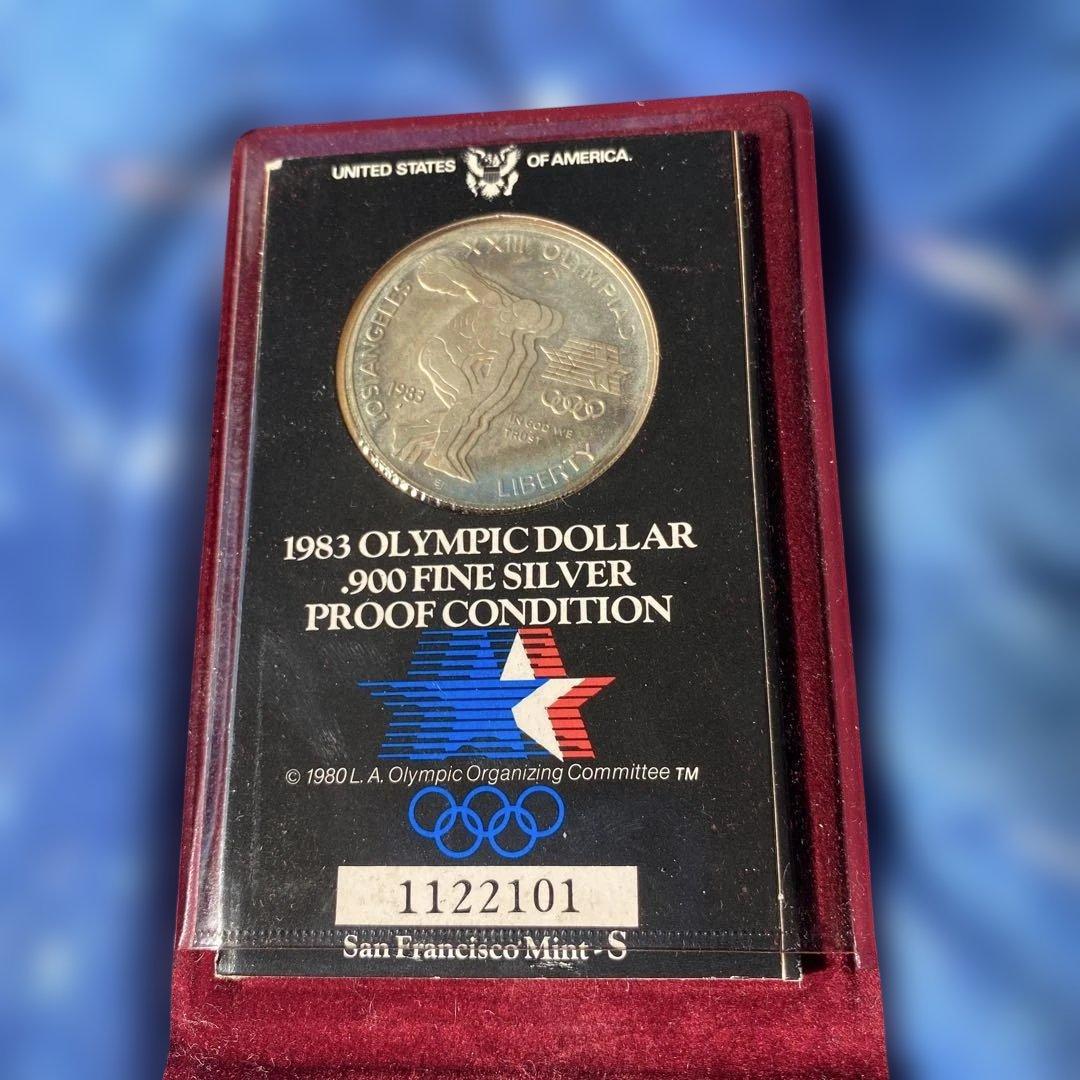 UNITED STATES OF AMERICA.
LOS ANGELES XXIII OLYMPIAD
1983
IN GOD WE
TRUST
LIBERTY
1983 OLYMPIC DOLLAR
.900 FINE SILVER
PROOF CONDITION
© 1980 L. A. Olympic Organizing Committee TM
1122101
San Francisco Mint - S